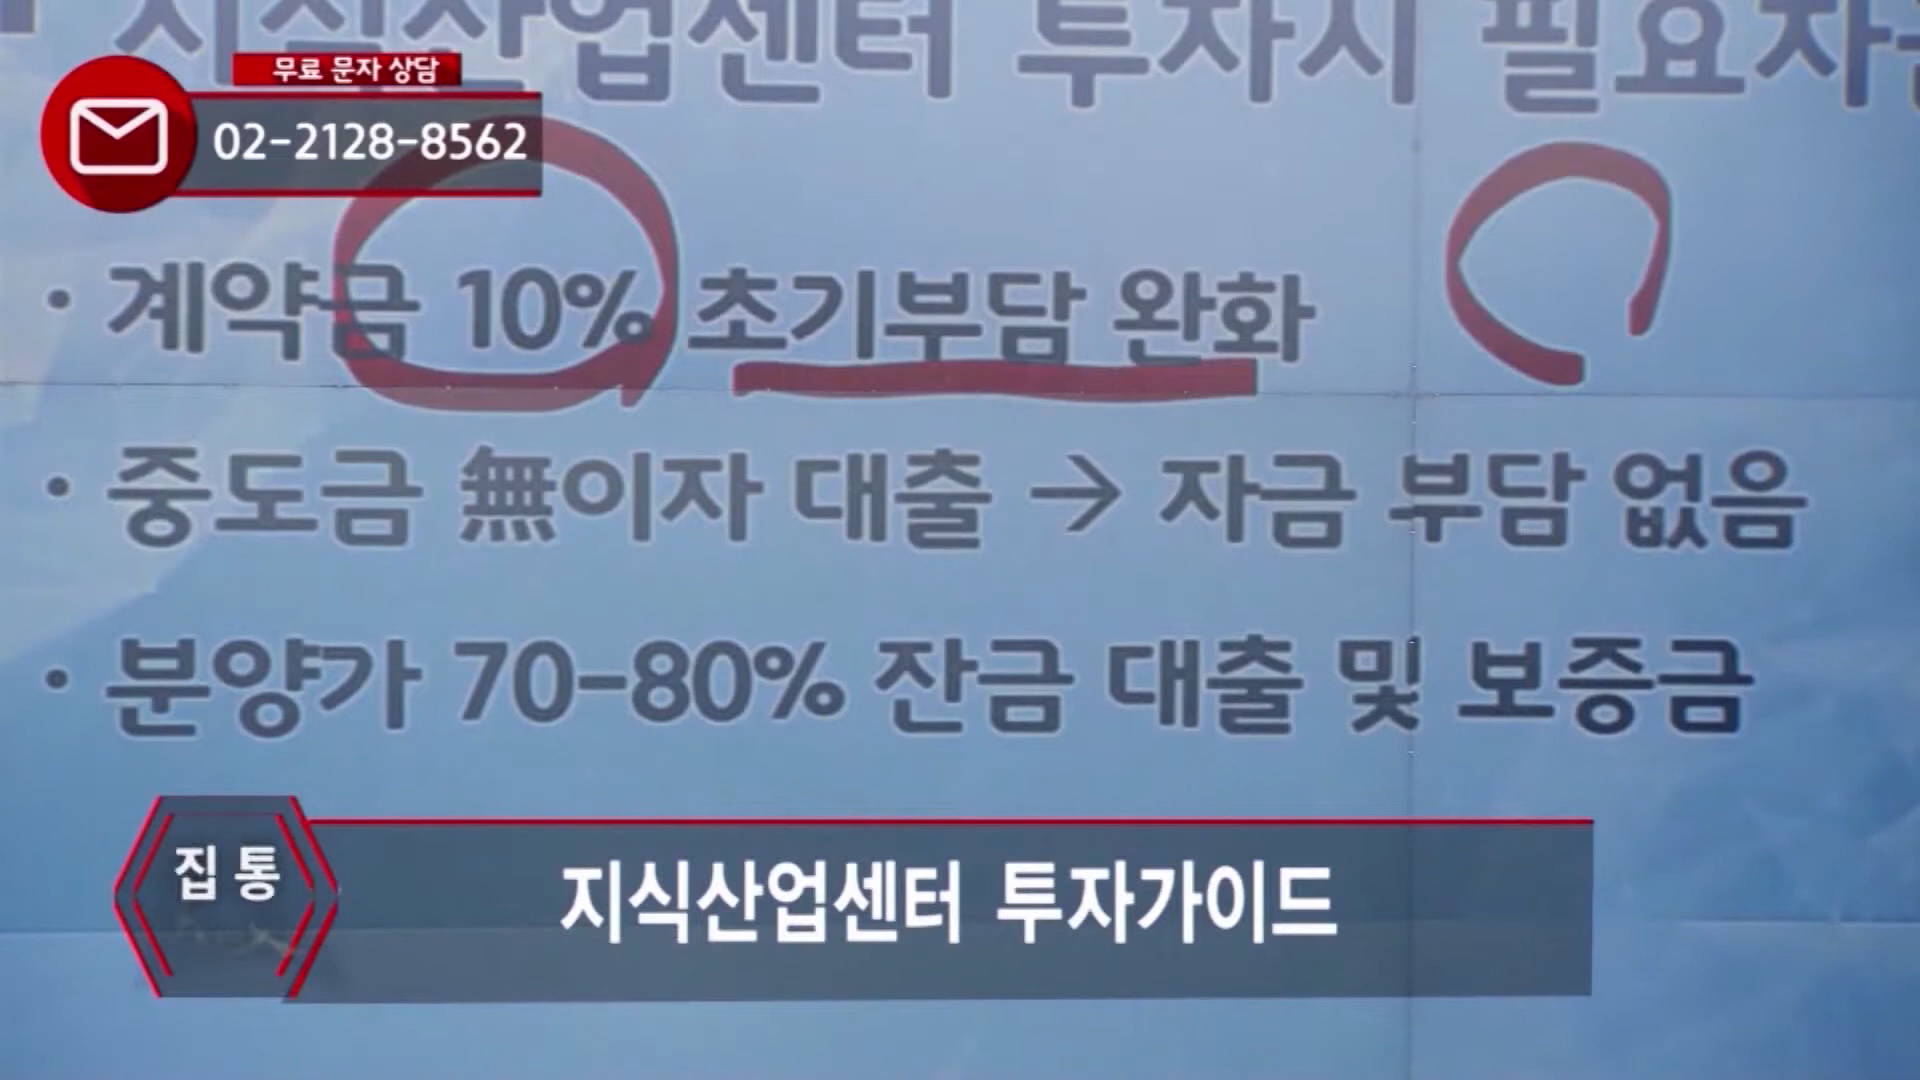 지식산업센터 투자시 필요자금
무료 문자 상담
02-2128-8562
· 계약금 10% 초기부담 완화
· 중도금 無이자 대출 → 자금 부담 없음
· 분양가 70-80% 잔금 대출 및 보증금
집 통
지식산업센터 투자가이드